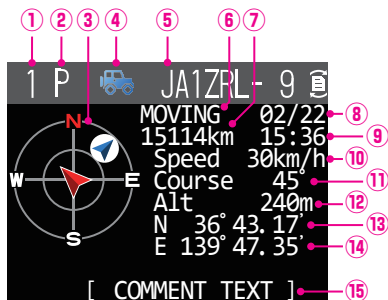 ① ② ③ ④ ⑤ ⑥ ⑦
1 P JA1ZRL- 9
MOVING 02/22 ⑧
15114km 15:36 ⑨
Speed 30km/h ⑩
Course 45° ⑪
Alt 240m ⑫
N 36°43.17' ⑬
E 139°47.35' ⑭
N
W E
S
[ COMMENT TEXT ] ⑮